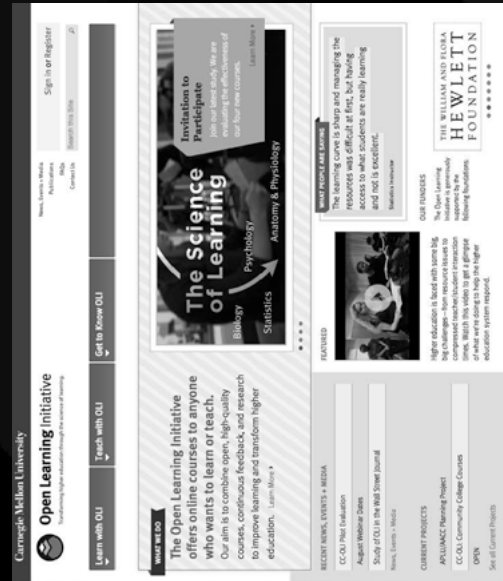 Carnegie Mellon University
Open Learning Initiative
Transforming higher education through the science of learning
News, Events + Media
Publications
FAQs
Contact Us
Sign in or Register
Search this Site
Learn with OLI
Teach with OLI
Get to Know OLI
WHAT WE DO
The Open Learning Initiative
offers online courses to anyone
who wants to learn or teach.
Our aim is to combine open, high-quality
courses, continuous feedback, and research
to improve learning and transform higher
education. Learn More
The Science
of Learning
Biology
Psychology
Statistics
Anatomy & Physiology
Invitation to
Participate
Join our latest study. We are
evaluating the effectiveness of
our four new courses.
Learn More
RECENT NEWS, EVENTS + MEDIA
CC-OLI Pilot Evaluation
August Webinar Dates
Study of OLI in the Wall Street Journal
News, Events + Media
CURRENT PROJECTS
APLU/AACC Planning Project
CC-OLI: Community College Courses
OPEN
See all Current Projects
FEATURED
Higher education is faced with some big,
big challenges—from resource issues to
compressed teacher/student interaction
times. Watch this video to get a glimpse
of what we're doing to help the higher
education system respond.
WHAT PEOPLE ARE SAYING
The learning curve is sharp and managing the
resources was difficult at first, but having
access to what students are really learning
and not is excellent.
Statistics Instructor
OUR FUNDERS
The Open Learning
Initiative is generously
supported by the
following foundations:
THE WILLIAM AND FLORA
HEWLETT
FOUNDATION